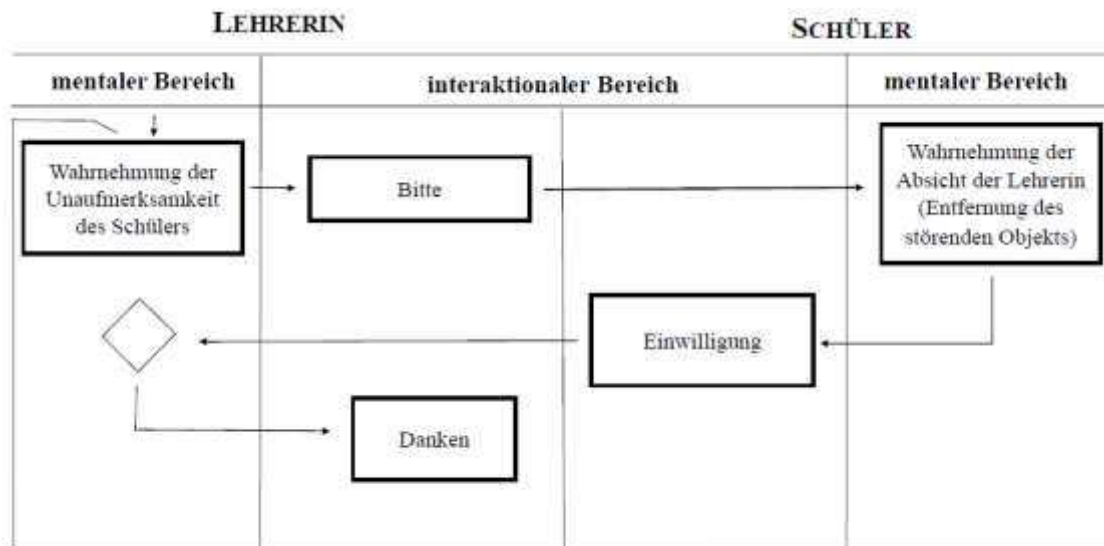 LEHRERIN
SCHÜLER
mentaler Bereich
interaktionaler Bereich
mentaler Bereich
Wahrnehmung der
Unaufmerksamkeit
des Schülers
Bitte
Wahrnehmung der
Absicht der Lehrerin
(Entfernung des
störenden Objekts)
Einwilligung
Danken